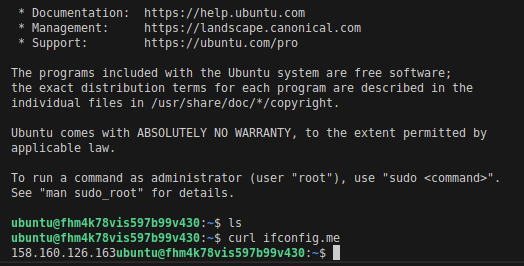 * Documentation:  https://help.ubuntu.com
* Management:     https://landscape.canonical.com
* Support:        https://ubuntu.com/pro
The programs included with the Ubuntu system are free software;
the exact distribution terms for each program are described in the
individual files in /usr/share/doc/*/copyright.
Ubuntu comes with ABSOLUTELY NO WARRANTY, to the extent permitted by
applicable law.
To run a command as administrator (user "root"), use "sudo <command>".
See "man sudo_root" for details.
ubuntu@fhm4k78vis597b99v430:~$ ls
ubuntu@fhm4k78vis597b99v430:~$ curl ifconfig.me
158.160.126.163ubuntu@fhm4k78vis597b99v430:~$